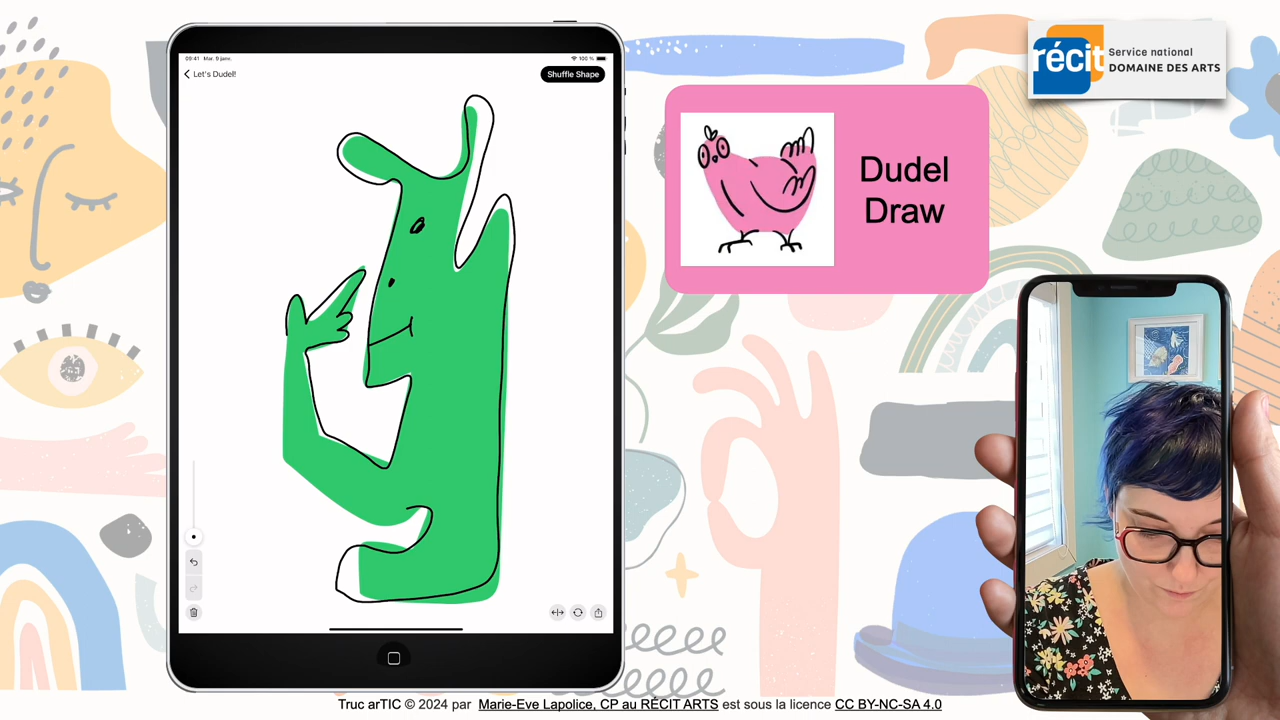 09:41 Mar. 9 janv.
100 %
Let's Dudel!
Shuffle Shape
Dudel
Draw
récit
Service national
DOMAINE DES ARTS
Truc arTIC © 2024 par Marie-Eve Lapolice, CP au RÉCIT ARTS est sous la licence CC BY-NC-SA 4.0